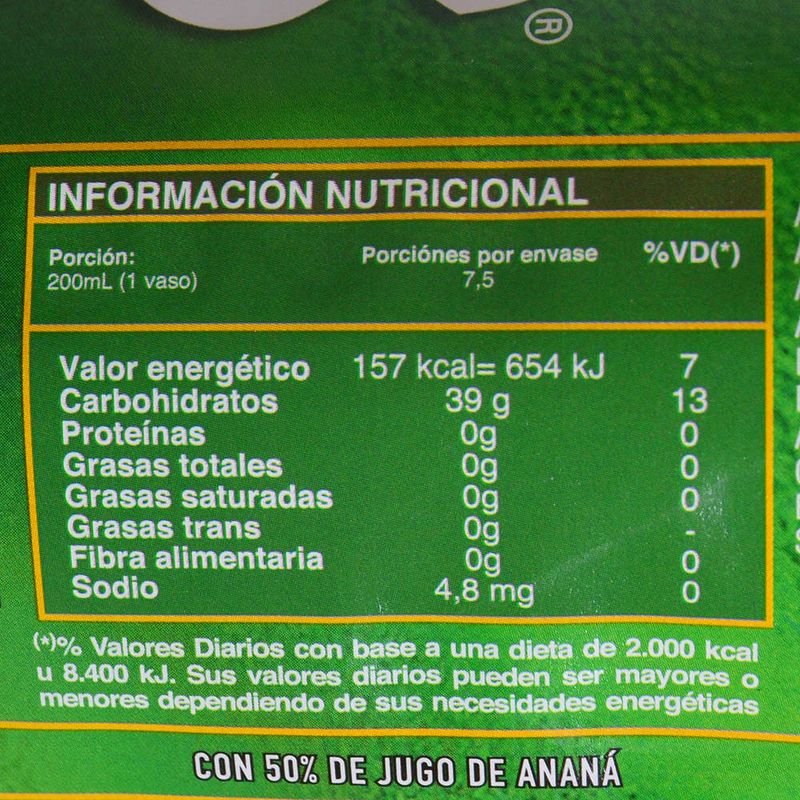 ®
INFORMACIÓN NUTRICIONAL
Porción: Porciónes por envase %VD(*)
200mL (1 vaso) 7,5
Valor energético 157 kcal= 654 kJ 7
Carbohidratos 39 g 13
Proteínas 0g 0
Grasas totales 0g 0
Grasas saturadas 0g 0
Grasas trans 0g -
Fibra alimentaria 0g 0
Sodio 4,8 mg 0
(*)% Valores Diarios con base a una dieta de 2.000 kcal
u 8.400 kJ. Sus valores diarios pueden ser mayores o
menores dependiendo de sus necesidades energéticas
CON 50% DE JUGO DE ANANÁ